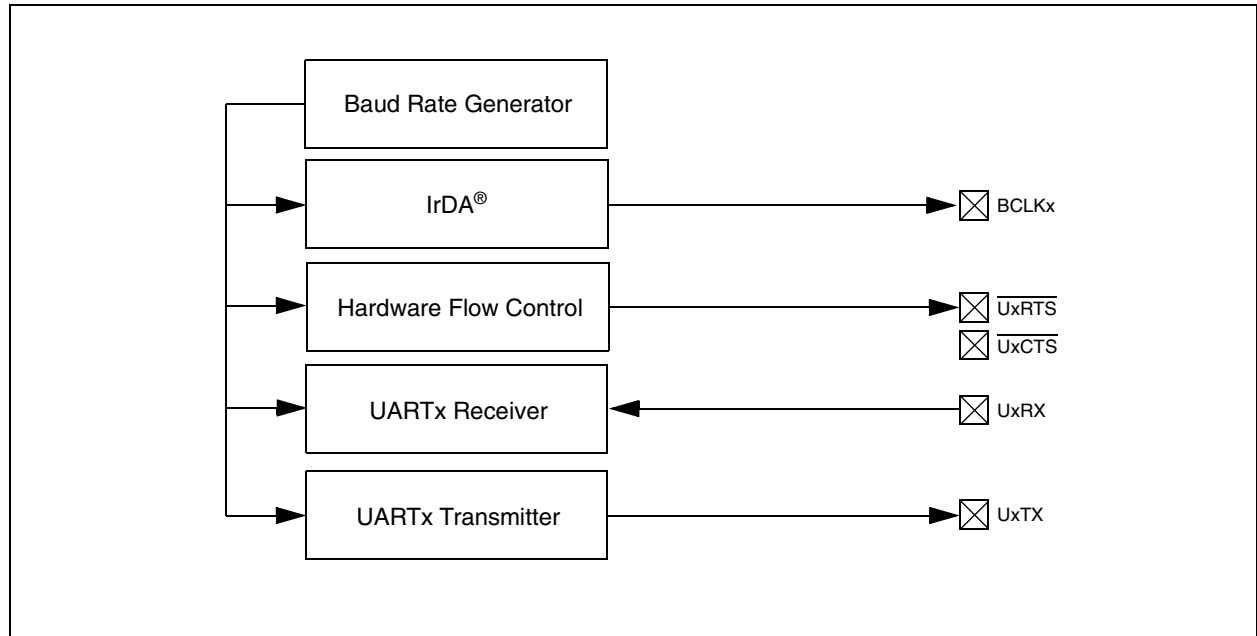 Baud Rate Generator
IrDA®
BCLKx
Hardware Flow Control
UxRTS
UxCTS
UARTx Receiver
UxRX
UARTx Transmitter
UxTX